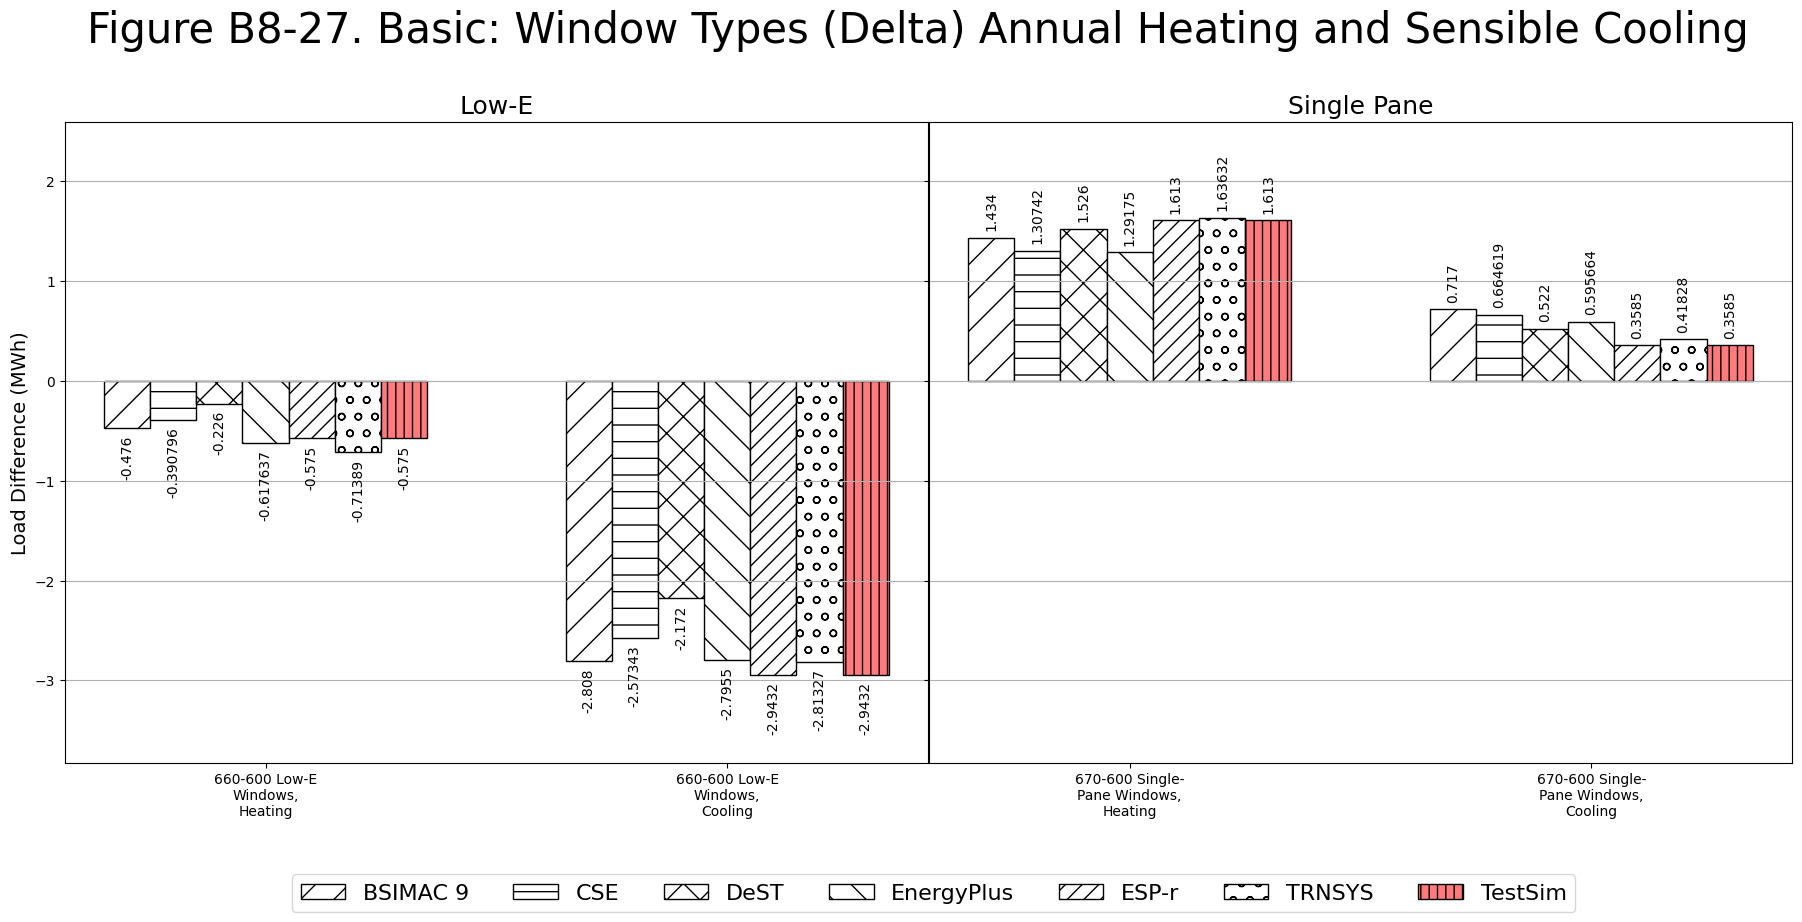 Figure B8-27. Basic: Window Types (Delta) Annual Heating and Sensible Cooling
Low-E
Single Pane
Load Difference (MWh)
2
1
0
−1
−2
−3
-0.476
-0.390796
-0.226
-0.617637
-0.575
-0.71389
-0.575
-2.808
-2.57343
-2.172
-2.7955
-2.9432
-2.81327
-2.9432
1.434
1.30742
1.526
1.29175
1.613
1.63632
1.613
0.717
0.664619
0.522
0.595664
0.3585
0.41828
0.3585
660-600 Low-E
Windows,
Heating
660-600 Low-E
Windows,
Cooling
670-600 Single-
Pane Windows,
Heating
670-600 Single-
Pane Windows,
Cooling
BSIMAC 9
CSE
DeST
EnergyPlus
ESP-r
TRNSYS
TestSim